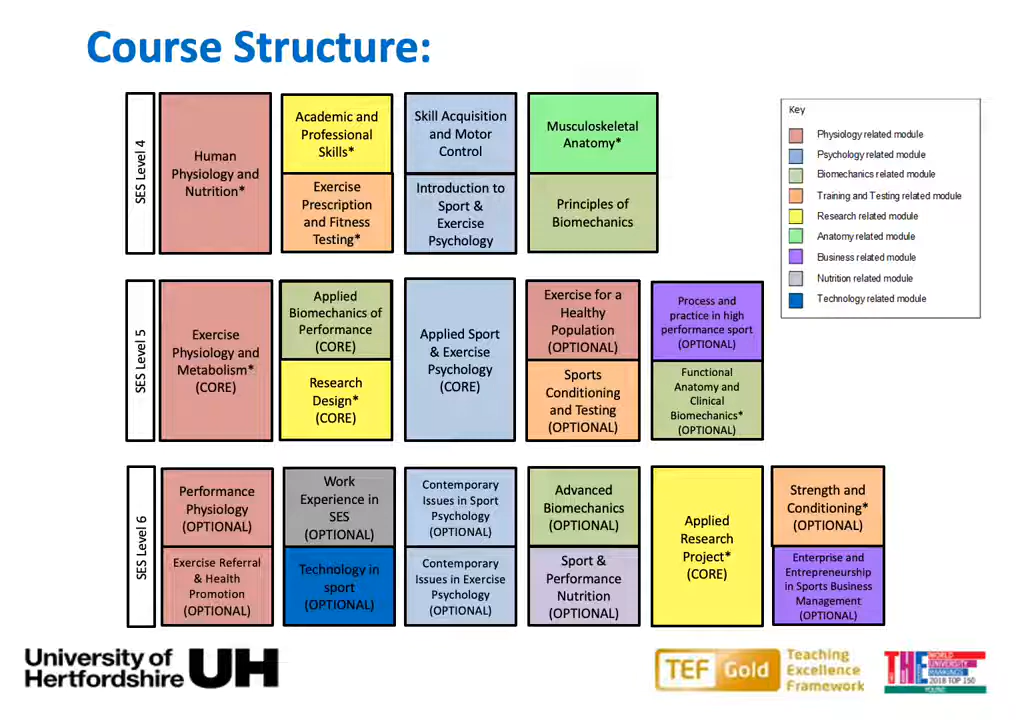 Course Structure:
SES Level 4
Human
Physiology and
Nutrition*
Academic and
Professional
Skills*
Exercise
Prescription
and Fitness
Testing*
Skill Acquisition
and Motor
Control
Introduction to
Sport &
Exercise
Psychology
Musculoskeletal
Anatomy*
Principles of
Biomechanics
Key
Physiology related module
Psychology related module
Biomechanics related module
Training and Testing related module
Research related module
Anatomy related module
Business related module
Nutrition related module
Technology related module
SES Level 5
Exercise
Physiology and
Metabolism*
(CORE)
Applied
Biomechanics of
Performance
(CORE)
Research
Design*
(CORE)
Applied Sport
& Exercise
Psychology
(CORE)
Exercise for a
Healthy
Population
(OPTIONAL)
Sports
Conditioning
and Testing
(OPTIONAL)
Process and
practice in high
performance sport
(OPTIONAL)
Functional
Anatomy and
Clinical
Biomechanics*
(OPTIONAL)
SES Level 6
Performance
Physiology
(OPTIONAL)
Exercise Referral
& Health
Promotion
(OPTIONAL)
Work
Experience in
SES
(OPTIONAL)
Technology in
sport
(OPTIONAL)
Contemporary
Issues in Sport
Psychology
(OPTIONAL)
Contemporary
Issues in Exercise
Psychology
(OPTIONAL)
Advanced
Biomechanics
(OPTIONAL)
Sport &
Performance
Nutrition
(OPTIONAL)
Applied
Research
Project*
(CORE)
Strength and
Conditioning*
(OPTIONAL)
Enterprise and
Entrepreneurship
in Sports Business
Management
(OPTIONAL)
University of
Hertfordshire UH
TEF Gold
Teaching
Excellence
Framework
THE
WORLD
UNIVERSITY
RANKINGS
2018 TOP 150
YOUNG